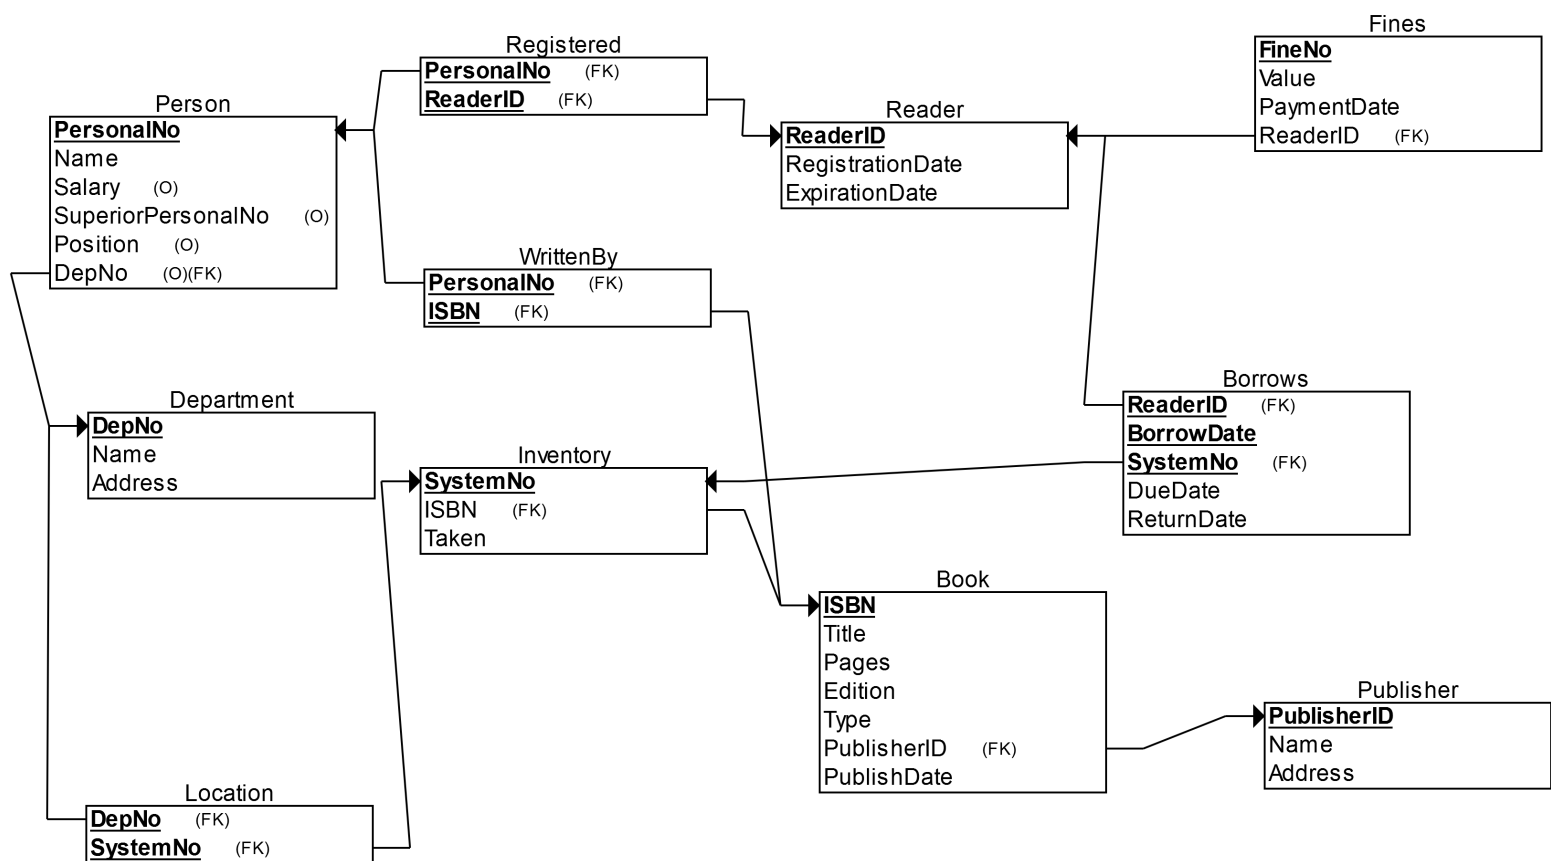 Fines
FineNo
Value
PaymentDate
ReaderID (FK)
Registered
PersonalNo (FK)
ReaderID (FK)
Person
PersonalNo
Name
Salary (O)
SuperiorPersonalNo (O)
Position (O)
DepNo (O)(FK)
Reader
ReaderID
RegistrationDate
ExpirationDate
WrittenBy
PersonalNo (FK)
ISBN (FK)
Department
DepNo
Name
Address
Borrows
ReaderID (FK)
BorrowDate
SystemNo (FK)
DueDate
ReturnDate
Inventory
SystemNo
ISBN (FK)
Taken
Book
ISBN
Title
Pages
Edition
Type
PublisherID (FK)
PublishDate
Publisher
PublisherID
Name
Address
Location
DepNo (FK)
SystemNo (FK)